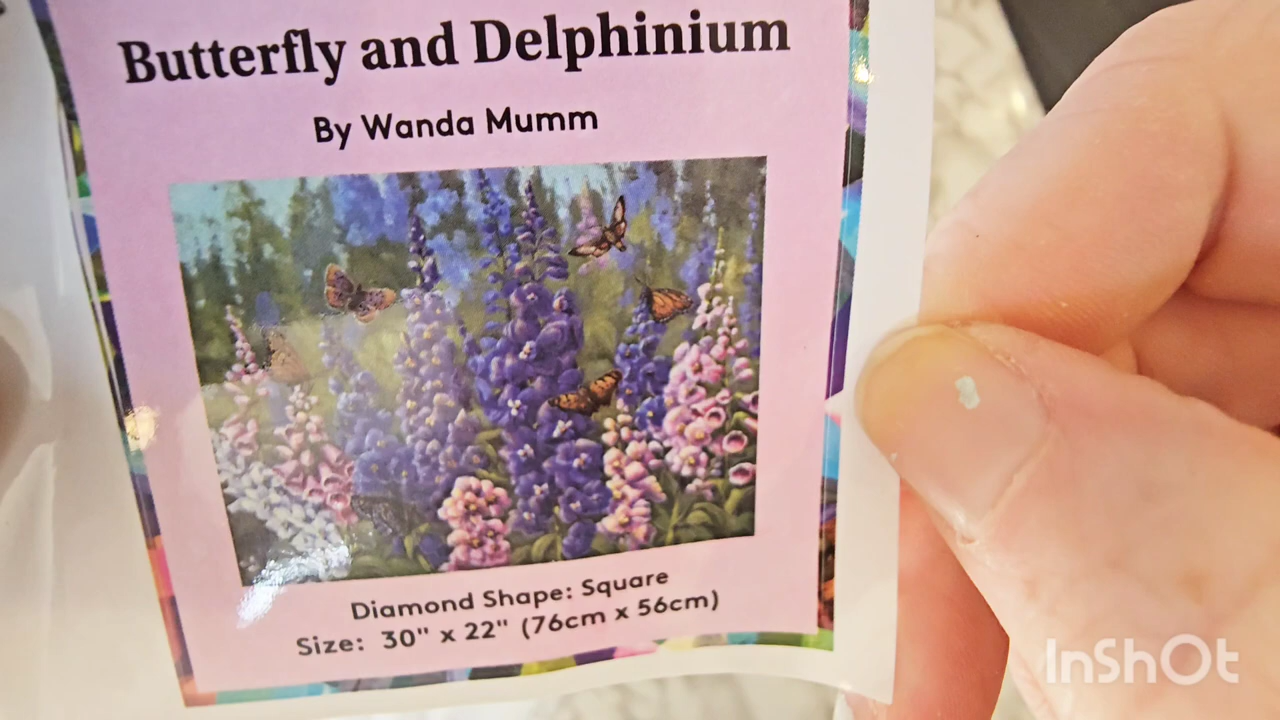 Butterfly and Delphinium
By Wanda Mumm
Diamond Shape: Square
Size: 30" x 22" (76cm x 56cm)
InShOt